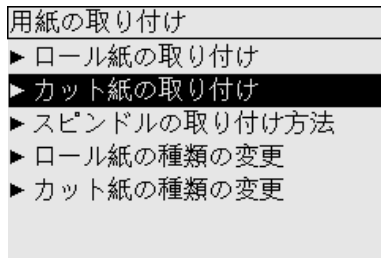 用紙の取り付け
▶ ロール紙の取り付け
▶ カット紙の取り付け
▶ スピンドルの取り付け方法
▶ ロール紙の種類の変更
▶ カット紙の種類の変更